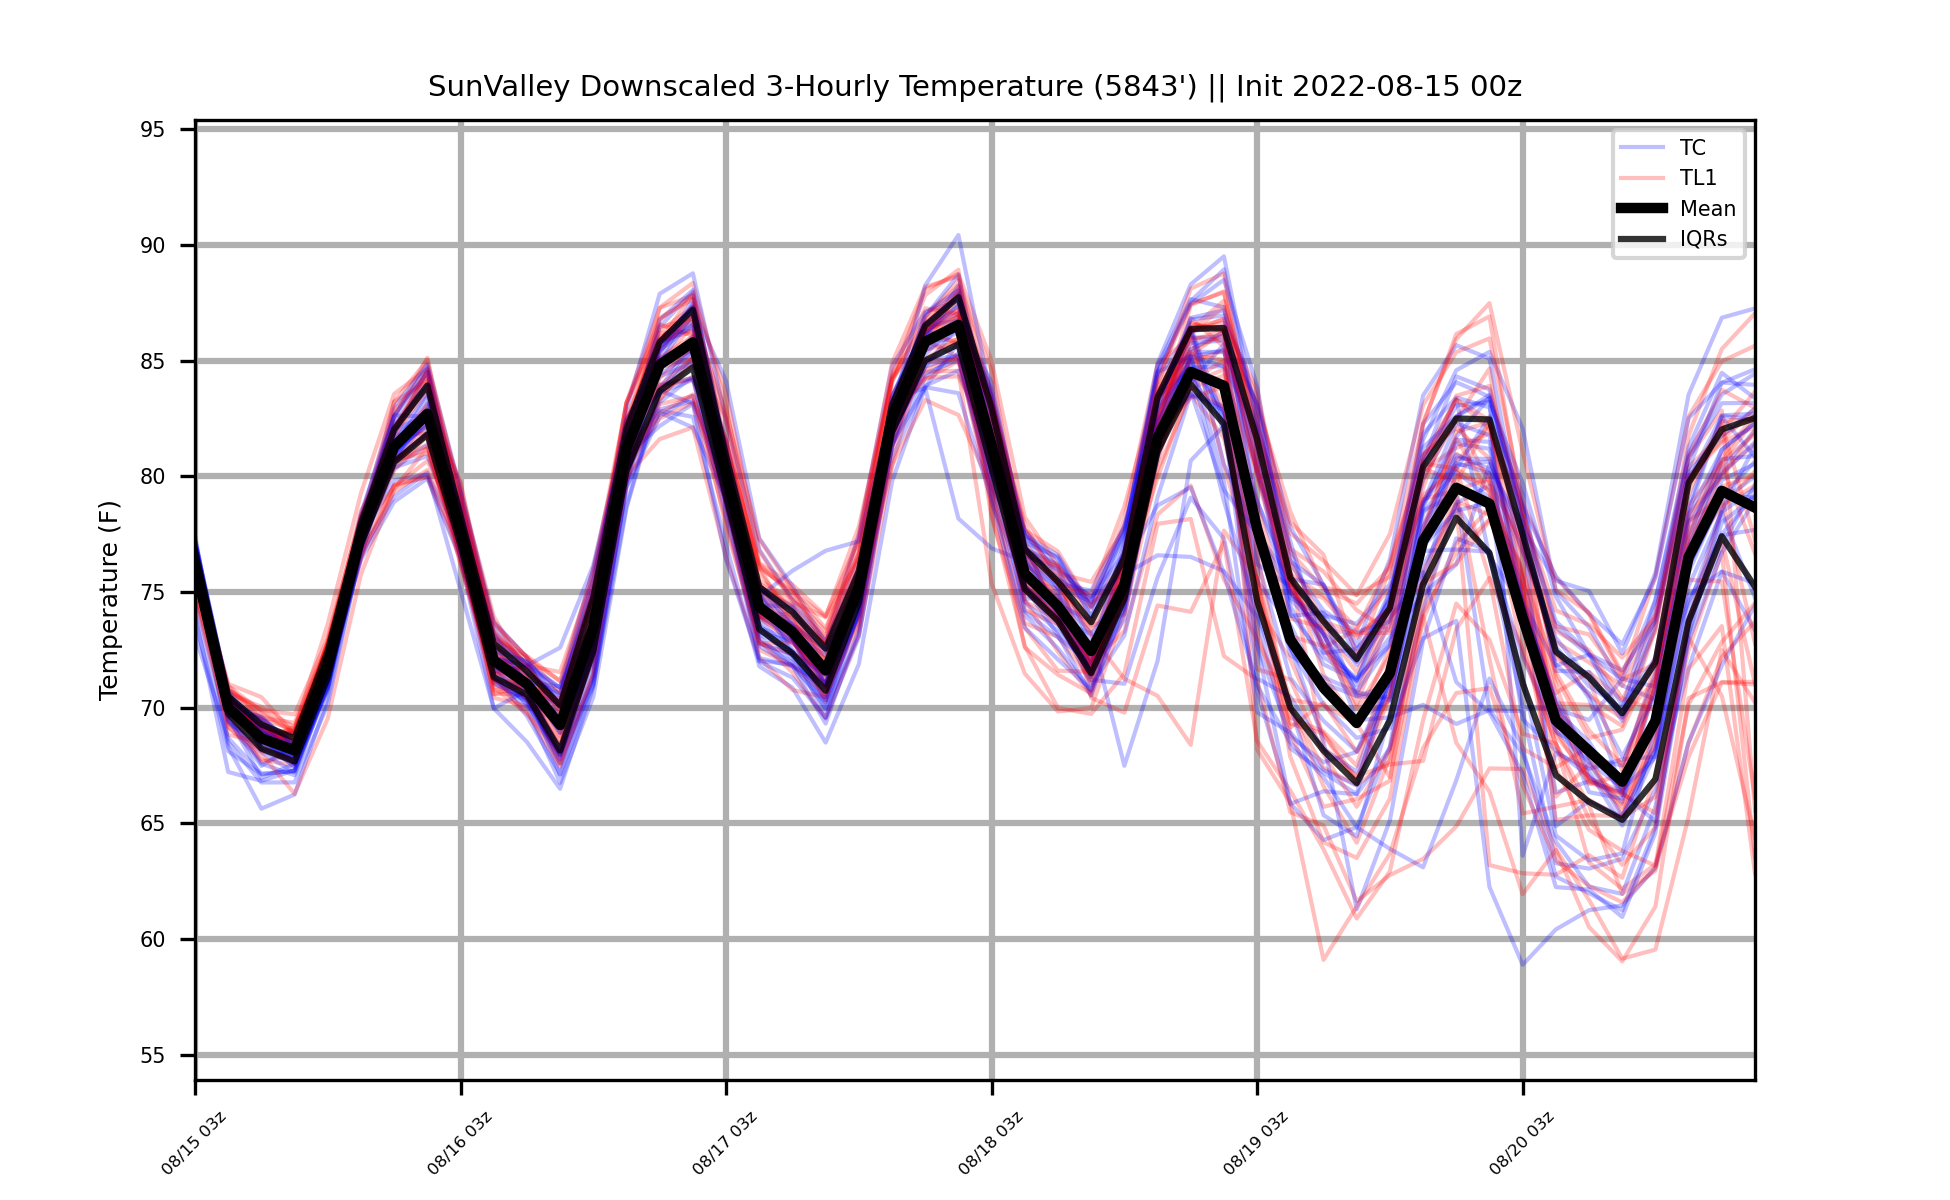 SunValley Downscaled 3-Hourly Temperature (5843') || Init 2022-08-15 00z
TC
TL1
Mean
IQRs
Temperature (F)
95
90
85
80
75
70
65
60
55
08/15 03z
08/16 03z
08/17 03z
08/18 03z
08/19 03z
08/20 03z